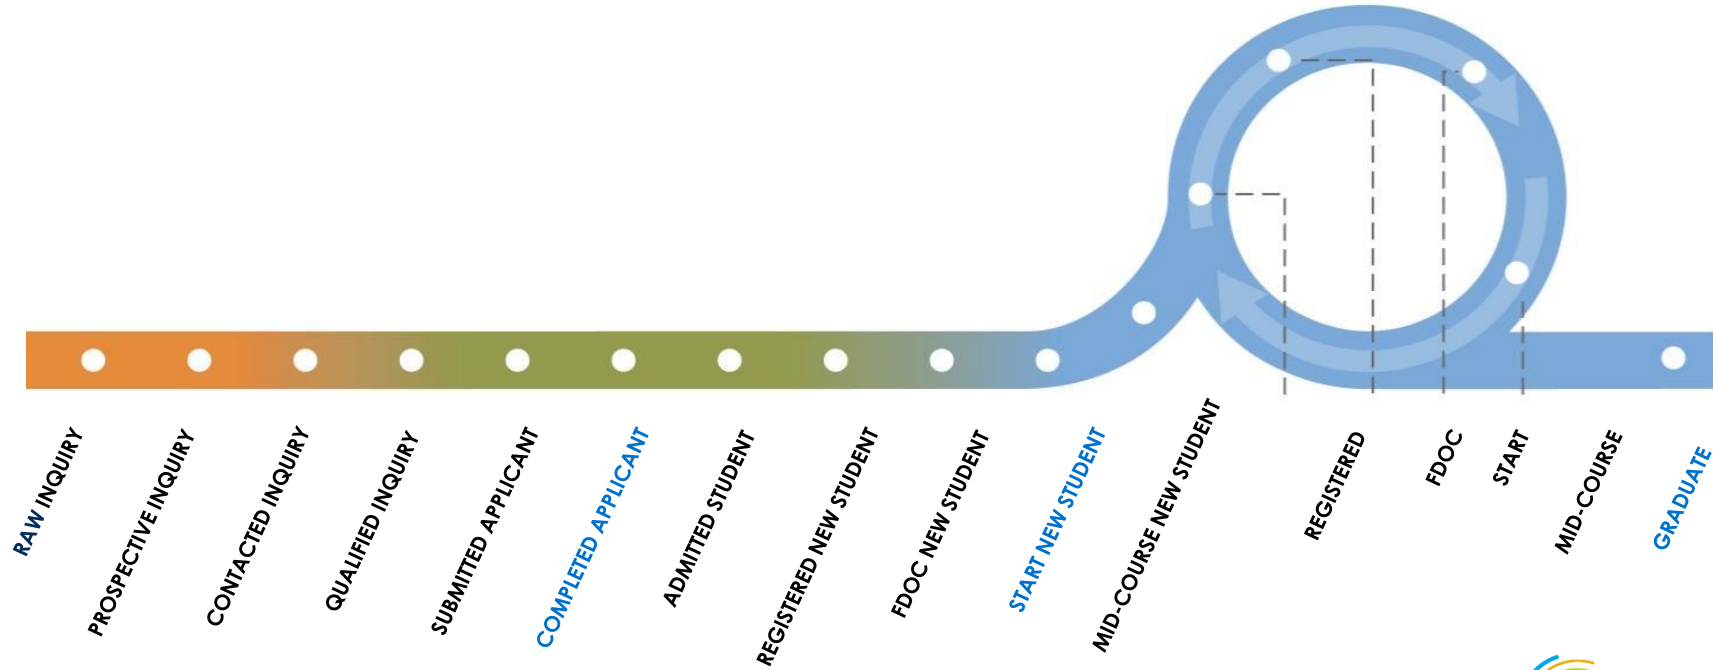 RAW INQUIRY
PROSPECTIVE INQUIRY
CONTACTED INQUIRY
QUALIFIED INQUIRY
SUBMITTED APPLICANT
COMPLETED APPLICANT
ADMITTED STUDENT
REGISTERED NEW STUDENT
FDOC NEW STUDENT
START NEW STUDENT
MID-COURSE NEW STUDENT
REGISTERED
FDOC
START
MID-COURSE
GRADUATE